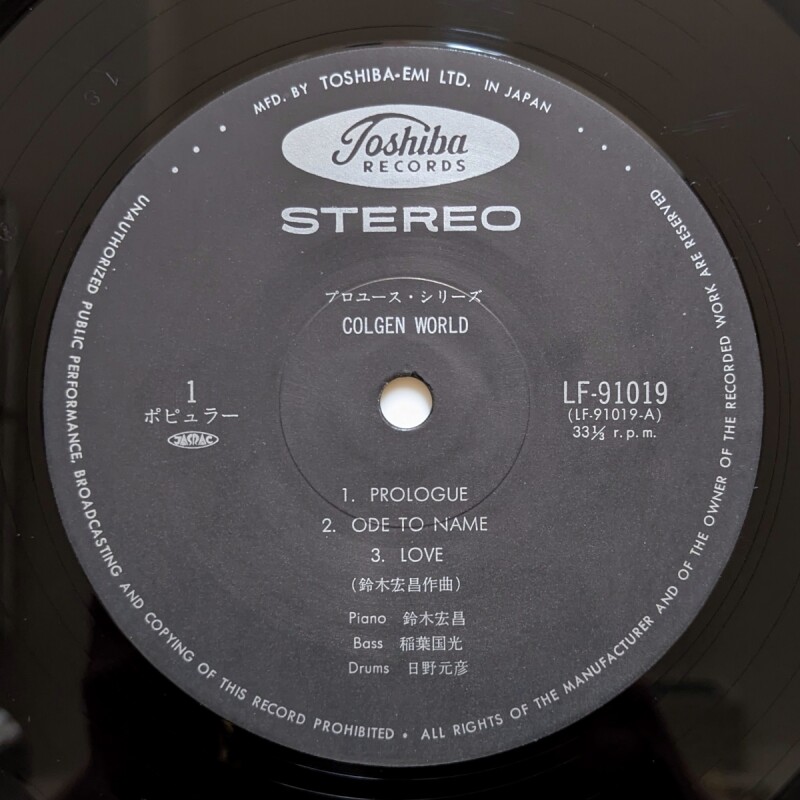 MFD. BY TOSHIBA-EMI LTD. IN JAPAN
Toshiba
RECORDS
STEREO
プロユース・シリーズ
COLGEN WORLD
1
ポピュラー
JASRAC
LF-91019
(LF-91019-A)
33⅓ r.p.m.
1. PROLOGUE
2. ODE TO NAME
3. LOVE
(鈴木宏昌作曲)
Piano 鈴木宏昌
Bass 稲葉国光
Drums 日野元彦
UNAUTHORIZED PUBLIC PERFORMANCE, BROADCASTING AND COPYING OF THIS RECORD PROHIBITED • ALL RIGHTS OF THE MANUFACTURER AND OF THE OWNER OF THE RECORDED WORK ARE RESERVED